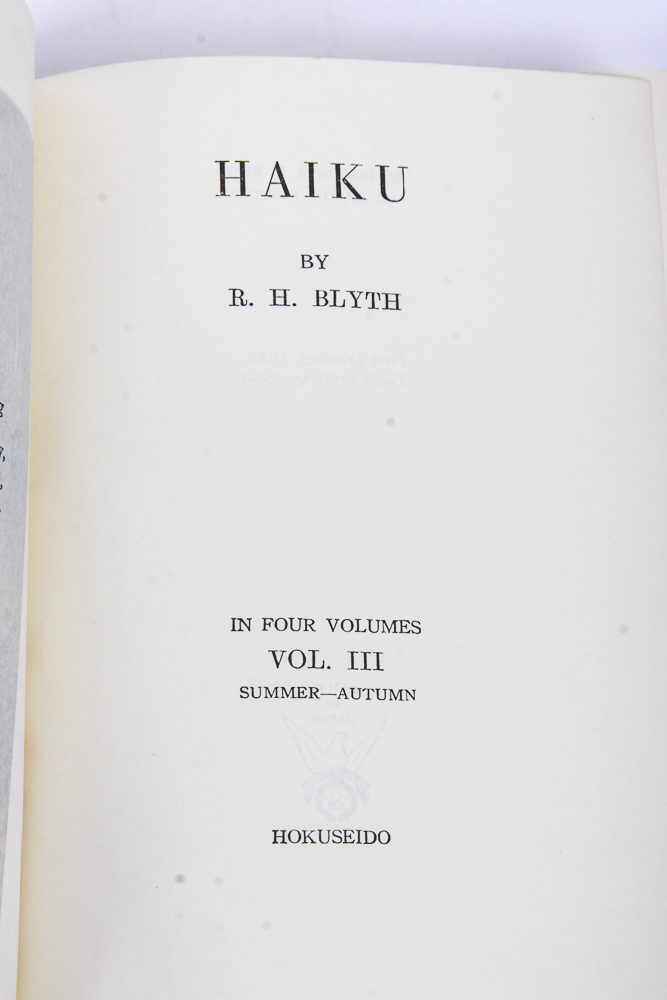 HAIKU
BY
R. H. BLYTH
IN FOUR VOLUMES
VOL. III
SUMMER—AUTUMN
HOKUSEIDO